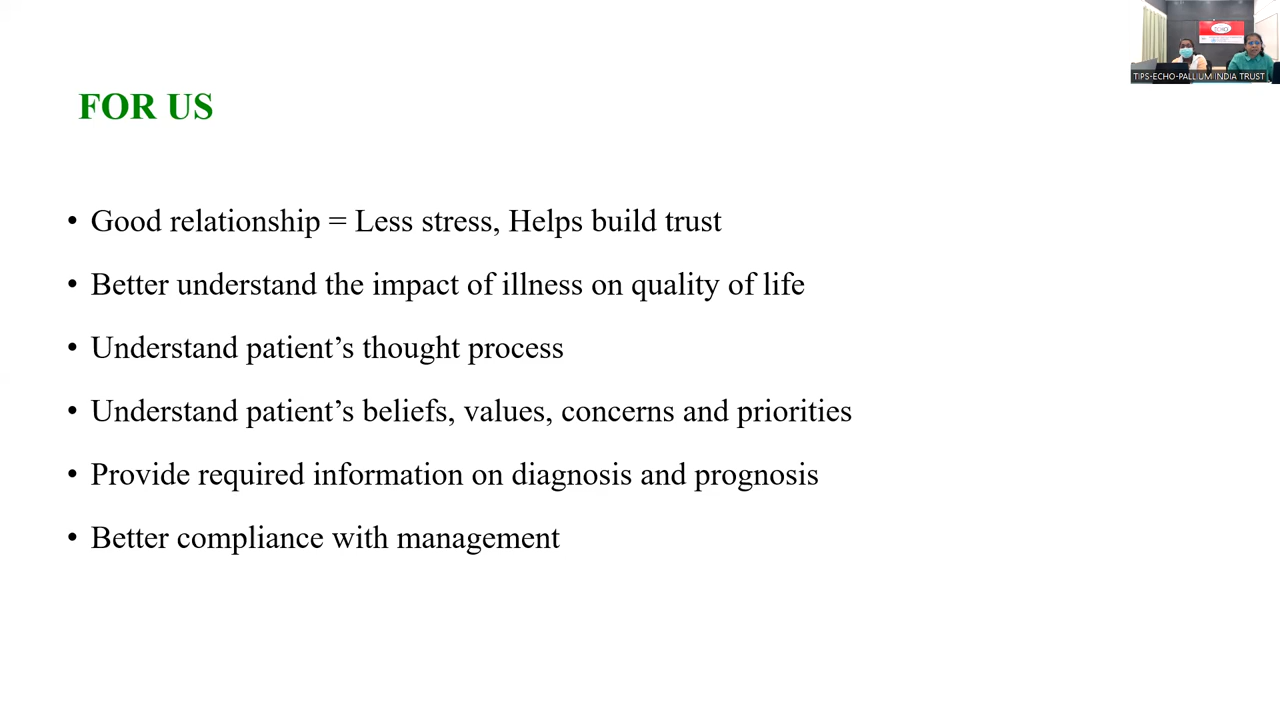 FOR US
• Good relationship = Less stress, Helps build trust
• Better understand the impact of illness on quality of life
• Understand patient’s thought process
• Understand patient’s beliefs, values, concerns and priorities
• Provide required information on diagnosis and prognosis
• Better compliance with management
TIPS-ECHO-PALLIUM INDIA TRUST